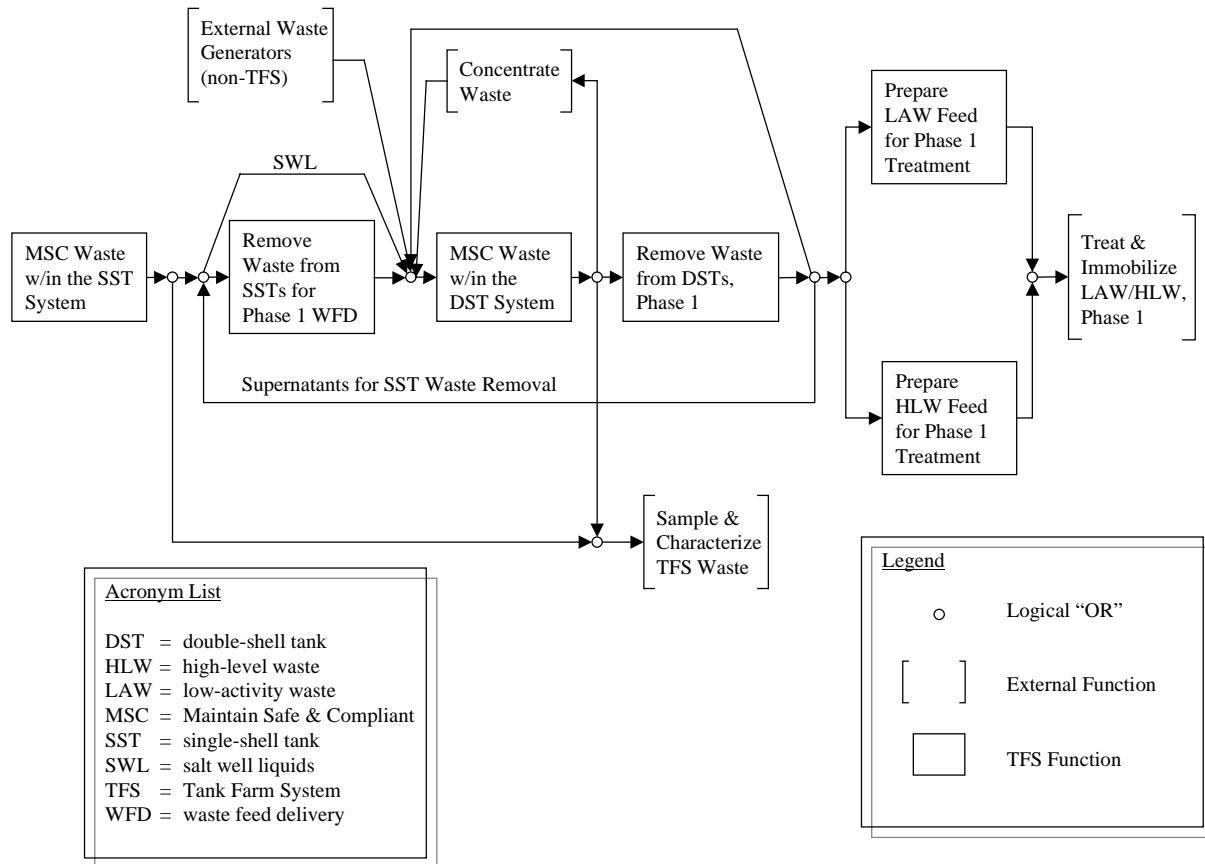 External Waste
Generators
(non-TFS)
Concentrate
Waste
SWL
MSC Waste
w/in the SST
System
Remove
Waste from
SSTs for
Phase 1 WFD
MSC Waste
w/in the
DST System
Remove Waste
from DSTs,
Phase 1
Prepare
LAW Feed
for Phase 1
Treatment
Treat &
Immobilize
LAW/HLW,
Phase 1
Supernatants for SST Waste Removal
Prepare
HLW Feed
for Phase 1
Treatment
Sample &
Characterize
TFS Waste
Acronym List
DST = double-shell tank
HLW = high-level waste
LAW = low-activity waste
MSC = Maintain Safe & Compliant
SST = single-shell tank
SWL = salt well liquids
TFS = Tank Farm System
WFD = waste feed delivery
Legend
Logical “OR”
External Function
TFS Function